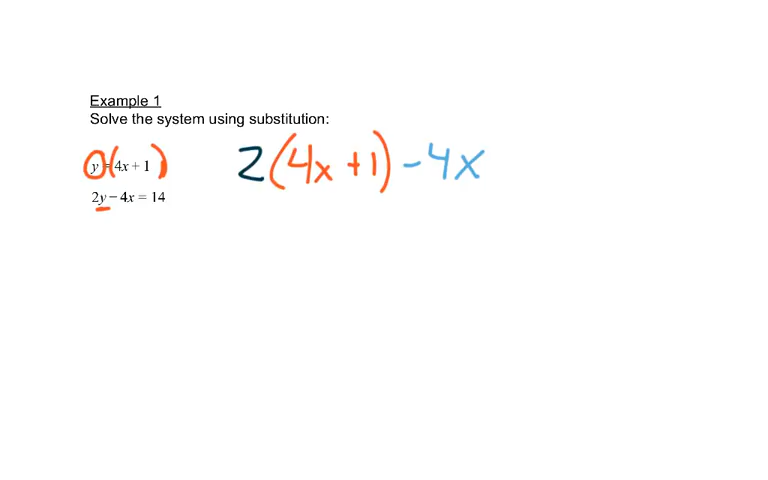 Example 1
Solve the system using substitution:
y = 4x + 1
2(4x + 1) - 4x
2y − 4x = 14